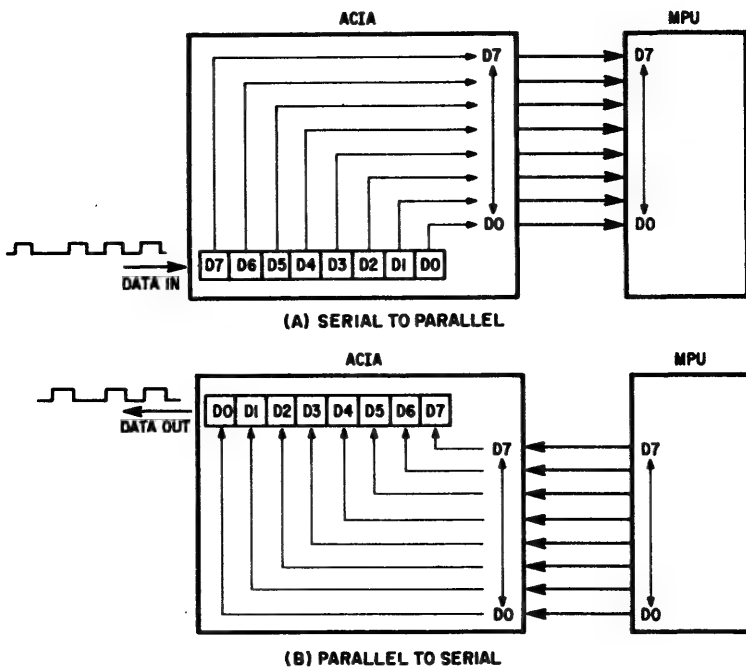 ACIA MPU
D7 D7
D0 D0
D7 D6 D5 D4 D3 D2 D1 D0
DATA IN
(A) SERIAL TO PARALLEL
ACIA MPU
D0 D1 D2 D3 D4 D5 D6 D7
DATA OUT
D7 D7
D0 D0
(B) PARALLEL TO SERIAL